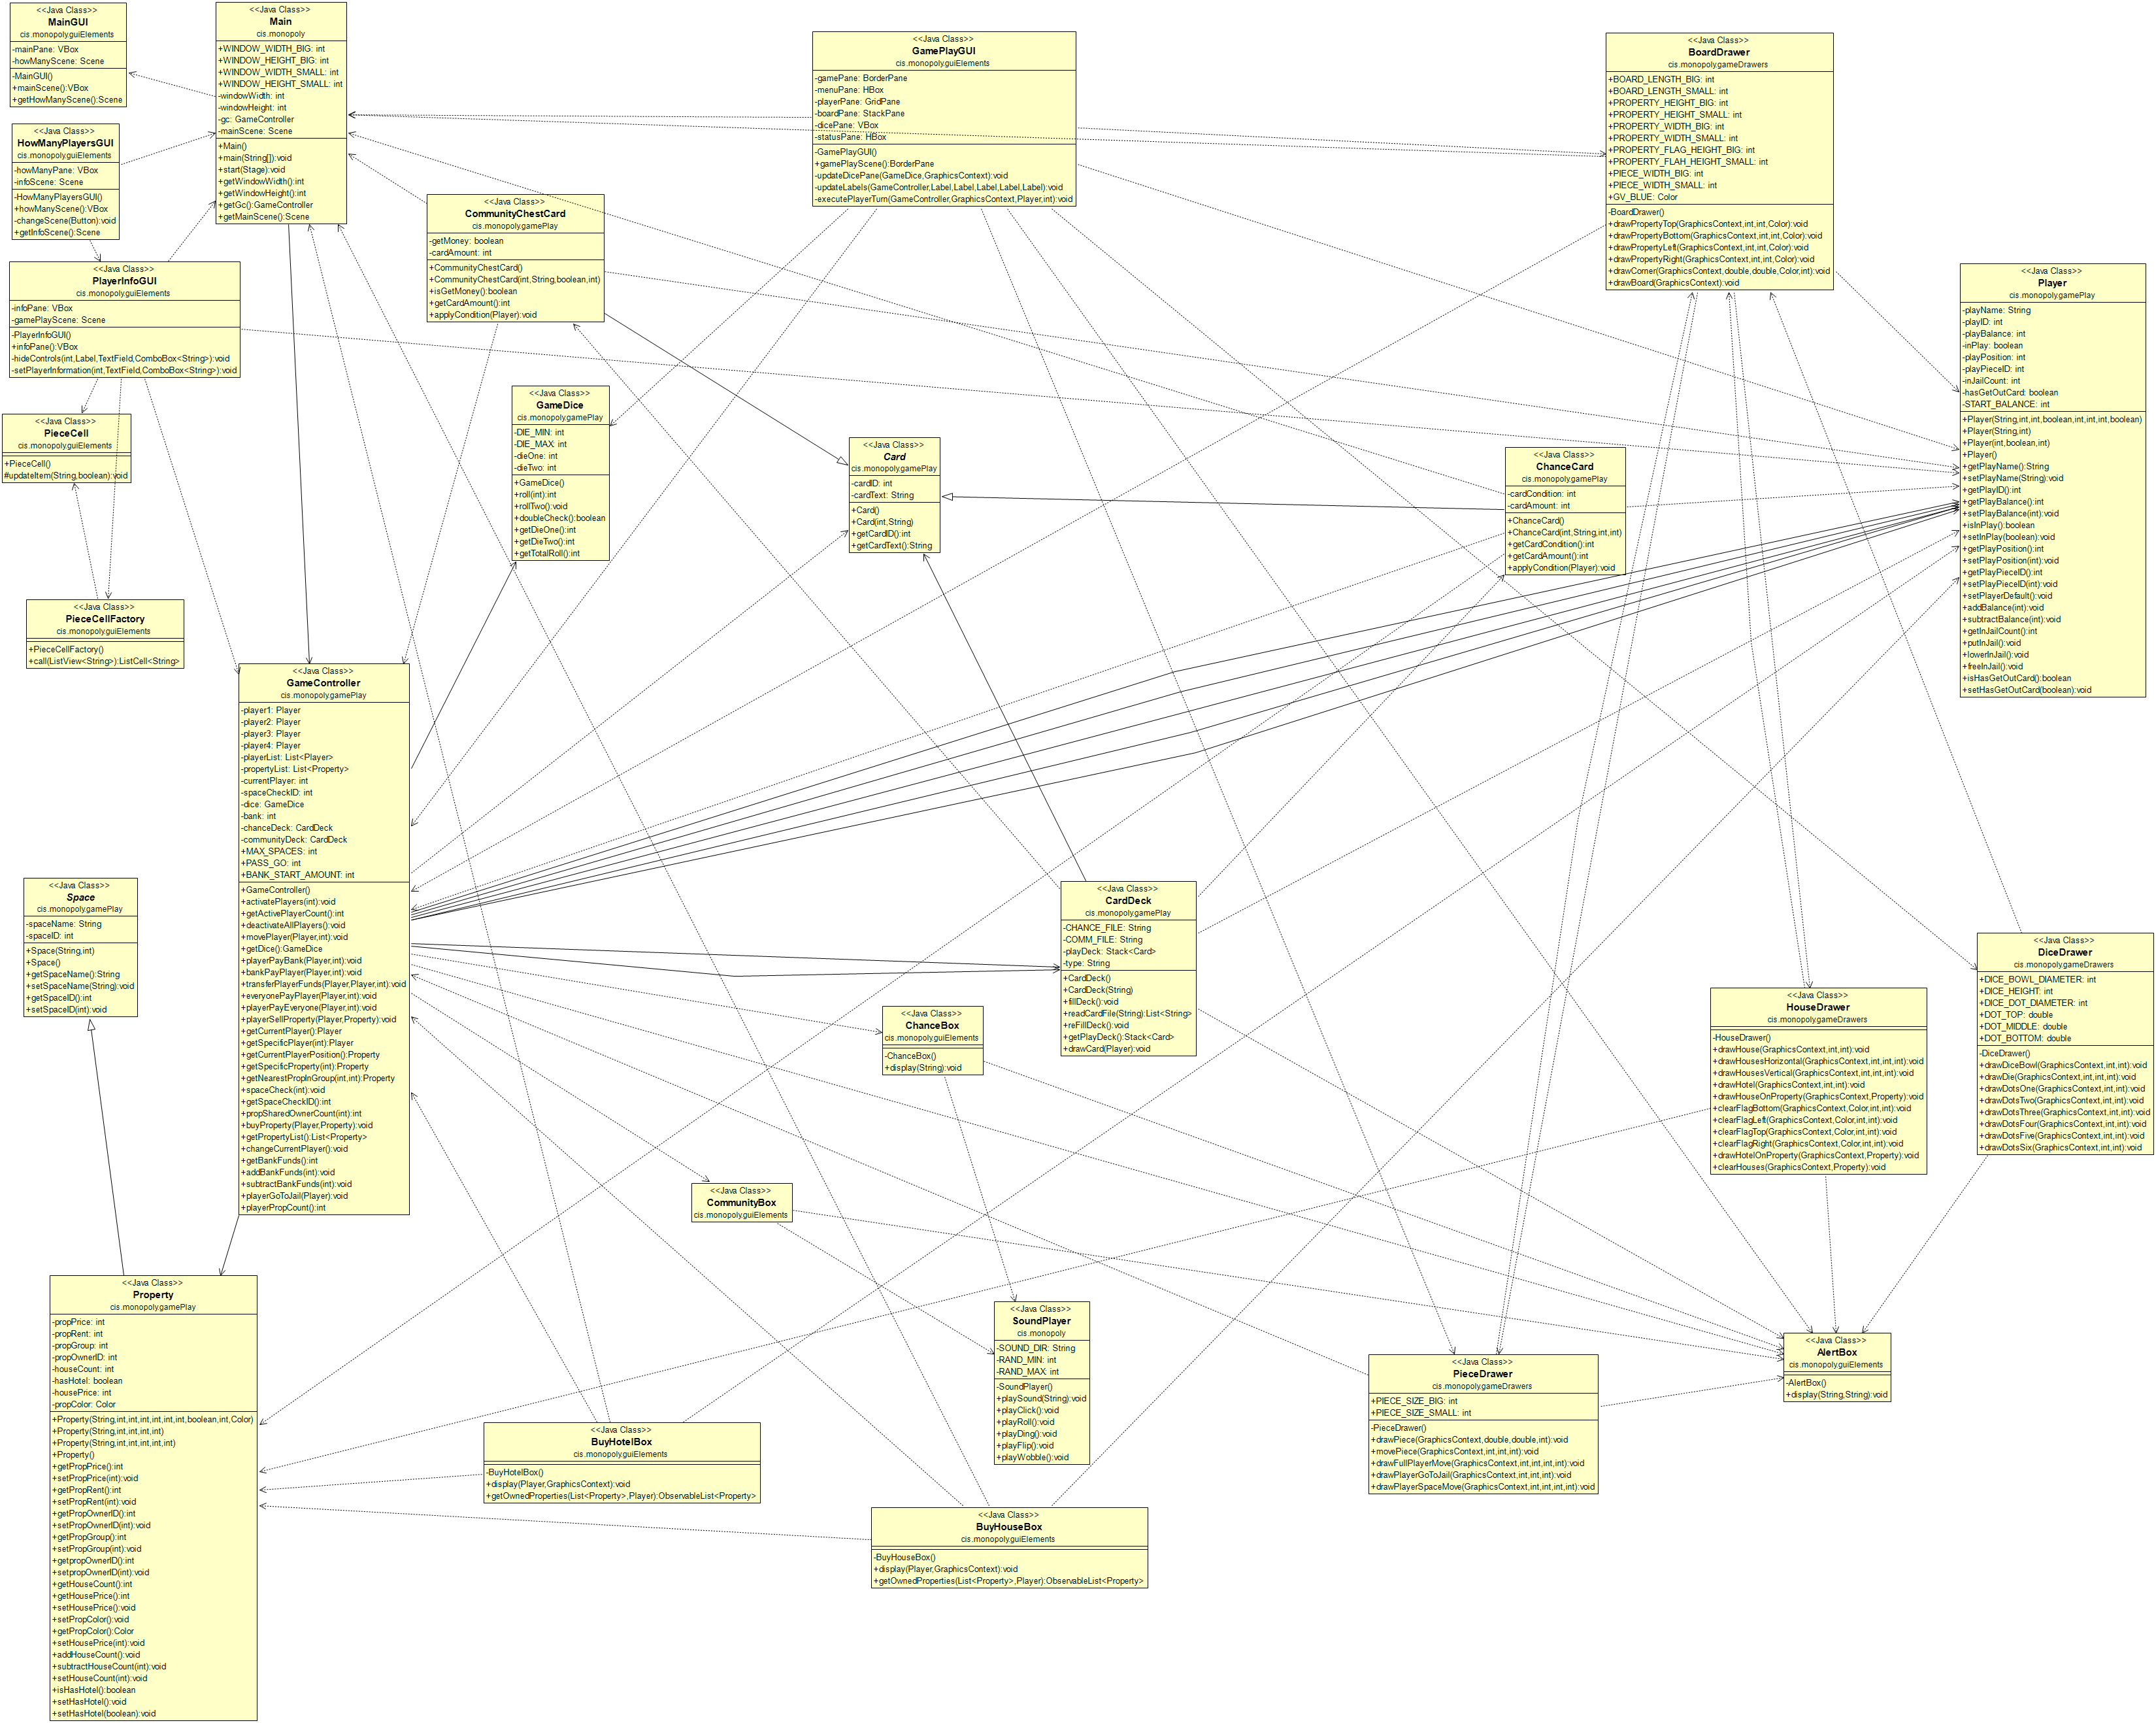 <<Java Class>>
MainGUI
cis.monopoly.guiElements
-mainPane: VBox
-howManyScene: Scene
-MainGUI()
+mainScene():VBox
+getHowManyScene():Scene
<<Java Class>>
Main
cis.monopoly
+WINDOW_WIDTH_BIG: int
+WINDOW_HEIGHT_BIG: int
+WINDOW_WIDTH_SMALL: int
+WINDOW_HEIGHT_SMALL: int
-windowWidth: int
-windowHeight: int
-gc: GameController
-mainScene: Scene
+Main()
+main(String[]):void
+start(Stage):void
+getWindowWidth():int
+getWindowHeight():int
+getGc():GameController
+getMainScene():Scene
<<Java Class>>
GamePlayGUI
cis.monopoly.guiElements
-gamePane: BorderPane
-menuPane: HBox
-playerPane: GridPane
-boardPane: StackPane
-dicePane: VBox
-statusPane: HBox
-GamePlayGUI()
+gamePlayScene():BorderPane
-updateDicePane(GameDice,GraphicsContext):void
-updateLabels(GameController,Label,Label,Label,Label,Label):void
-executePlayerTurn(GameController,GraphicsContext,Player,int):void
<<Java Class>>
BoardDrawer
cis.monopoly.gameDrawers
+BOARD_LENGTH_BIG: int
+BOARD_LENGTH_SMALL: int
+PROPERTY_HEIGHT_BIG: int
+PROPERTY_HEIGHT_SMALL: int
+PROPERTY_WIDTH_BIG: int
+PROPERTY_WIDTH_SMALL: int
+PROPERTY_FLAG_HEIGHT_BIG: int
+PROPERTY_FLAH_HEIGHT_SMALL: int
+PIECE_WIDTH_BIG: int
+PIECE_WIDTH_SMALL: int
+GV_BLUE: Color
-BoardDrawer()
+drawPropertyTop(GraphicsContext,int,int,Color):void
+drawPropertyBottom(GraphicsContext,int,int,Color):void
+drawPropertyLeft(GraphicsContext,int,int,Color):void
+drawPropertyRight(GraphicsContext,int,int,Color):void
+drawCorner(GraphicsContext,double,double,Color,int):void
+drawBoard(GraphicsContext):void
<<Java Class>>
HowManyPlayersGUI
cis.monopoly.guiElements
-howManyPane: VBox
-infoScene: Scene
-HowManyPlayersGUI()
+howManyScene():VBox
-changeScene(Button):void
+getInfoScene():Scene
<<Java Class>>
CommunityChestCard
cis.monopoly.gamePlay
-getMoney: boolean
-cardAmount: int
+CommunityChestCard()
+CommunityChestCard(int,String,boolean,int)
+isGetMoney():boolean
+getCardAmount():int
+applyCondition(Player):void
<<Java Class>>
PlayerInfoGUI
cis.monopoly.guiElements
-infoPane: VBox
-gamePlayScene: Scene
-PlayerInfoGUI()
+infoPane():VBox
-hideControls(int,Label,TextField,ComboBox<String>):void
-setPlayerInformation(int,TextField,ComboBox<String>):void
<<Java Class>>
Player
cis.monopoly.gamePlay
-playName: String
-playID: int
-playBalance: int
-inPlay: boolean
-playPosition: int
-playPieceID: int
-inJailCount: int
-hasGetOutCard: boolean
-START_BALANCE: int
+Player(String,int,int,boolean,int,int,int,boolean)
+Player(String,int)
+Player(int,boolean,int)
+Player()
+getPlayName():String
+setPlayName(String):void
+getPlayID():int
+getPlayBalance():int
+setPlayBalance(int):void
+isInPlay():boolean
+setInPlay(boolean):void
+getPlayPosition():int
+setPlayPosition(int):void
+getPlayPieceID():int
+setPlayPieceID(int):void
+setPlayerDefault():void
+addBalance(int):void
+subtractBalance(int):void
+getInJailCount():int
+putInJail():void
+lowerInJail():void
+freeInJail():void
+isHasGetOutCard():boolean
+setHasGetOutCard(boolean):void
<<Java Class>>
GameDice
cis.monopoly.gamePlay
-DIE_MIN: int
-DIE_MAX: int
-dieOne: int
-dieTwo: int
+GameDice()
+roll(int):int
+rollTwo():void
+doubleCheck():boolean
+getDieOne():int
+getDieTwo():int
+getTotalRoll():int
<<Java Class>>
PieceCell
cis.monopoly.guiElements
+PieceCell()
#updateItem(String,boolean):void
<<Java Class>>
Card
cis.monopoly.gamePlay
-cardID: int
-cardText: String
+Card()
+Card(int,String)
+getCardID():int
+getCardText():String
<<Java Class>>
ChanceCard
cis.monopoly.gamePlay
-cardCondition: int
-cardAmount: int
+ChanceCard()
+ChanceCard(int,String,int,int)
+getCardCondition():int
+getCardAmount():int
+applyCondition(Player):void
<<Java Class>>
PieceCellFactory
cis.monopoly.guiElements
+PieceCellFactory()
+call(ListView<String>):ListCell<String>
<<Java Class>>
GameController
cis.monopoly.gamePlay
-player1: Player
-player2: Player
-player3: Player
-player4: Player
-playerList: List<Player>
-propertyList: List<Property>
-currentPlayer: int
-spaceCheckID: int
-dice: GameDice
-bank: int
-chanceDeck: CardDeck
-communityDeck: CardDeck
+MAX_SPACES: int
+PASS_GO: int
+BANK_START_AMOUNT: int
+GameController()
+activatePlayers(int):void
+getActivePlayerCount():int
+deactivateAllPlayers():void
+movePlayer(Player,int):void
+getDice():GameDice
+playerPayBank(Player,int):void
+bankPayPlayer(Player,int):void
+transferPlayerFunds(Player,Player,int):void
+everyonePayPlayer(Player,int):void
+playerPayEveryone(Player,int):void
+playerSellProperty(Player,Property):void
+getCurrentPlayer():Player
+getSpecificPlayer(int):Player
+getCurrentPlayerPosition():Property
+getSpecificProperty(int):Property
+getNearestPropInGroup(int,int):Property
+spaceCheck(int):void
+getSpaceCheckID():int
+propSharedOwnerCount(int):int
+buyProperty(Player,Property):void
+getPropertyList():List<Property>
+changeCurrentPlayer():void
+getBankFunds():int
+addBankFunds(int):void
+subtractBankFunds(int):void
+playerGoToJail(Player):void
+playerPropCount():int
<<Java Class>>
Space
cis.monopoly.gamePlay
-spaceName: String
-spaceID: int
+Space(String,int)
+Space()
+getSpaceName():String
+setSpaceName(String):void
+getSpaceID():int
+setSpaceID(int):void
<<Java Class>>
CardDeck
cis.monopoly.gamePlay
-CHANCE_FILE: String
-COMM_FILE: String
-playDeck: Stack<Card>
-type: String
+CardDeck()
+CardDeck(String)
+fillDeck():void
+readCardFile(String):List<String>
+reFillDeck():void
+getPlayDeck():Stack<Card>
+drawCard(Player):void
<<Java Class>>
DiceDrawer
cis.monopoly.gameDrawers
+DICE_BOWL_DIAMETER: int
+DICE_HEIGHT: int
+DICE_DOT_DIAMETER: int
+DOT_TOP: double
+DOT_MIDDLE: double
+DOT_BOTTOM: double
-DiceDrawer()
+drawDiceBowl(GraphicsContext,int,int):void
+drawDie(GraphicsContext,int,int,int):void
+drawDotsOne(GraphicsContext,int,int):void
+drawDotsTwo(GraphicsContext,int,int):void
+drawDotsThree(GraphicsContext,int,int):void
+drawDotsFour(GraphicsContext,int,int):void
+drawDotsFive(GraphicsContext,int,int):void
+drawDotsSix(GraphicsContext,int,int):void
<<Java Class>>
HouseDrawer
cis.monopoly.gameDrawers
-HouseDrawer()
+drawHouse(GraphicsContext,int,int):void
+drawHousesHorizontal(GraphicsContext,int,int,int):void
+drawHousesVertical(GraphicsContext,int,int,int):void
+drawHotel(GraphicsContext,int,int):void
+drawHouseOnProperty(GraphicsContext,Property):void
+clearFlagBottom(GraphicsContext,Color,int,int):void
+clearFlagLeft(GraphicsContext,Color,int,int):void
+clearFlagTop(GraphicsContext,Color,int,int):void
+clearFlagRight(GraphicsContext,Color,int,int):void
+drawHotelOnProperty(GraphicsContext,Property):void
+clearHouses(GraphicsContext,Property):void
<<Java Class>>
ChanceBox
cis.monopoly.guiElements
-ChanceBox()
+display(String):void
<<Java Class>>
CommunityBox
cis.monopoly.guiElements
<<Java Class>>
Property
cis.monopoly.gamePlay
-propPrice: int
-propRent: int
-propGroup: int
-propOwnerID: int
-houseCount: int
-hasHotel: boolean
-housePrice: int
-propColor: Color
+Property(String,int,int,int,int,int,int,boolean,int,Color)
+Property(String,int,int,int,int)
+Property(String,int,int,int,int,int)
+Property()
+getPropPrice():int
+setPropPrice(int):void
+getPropRent():int
+setPropRent(int):void
+getPropOwnerID():int
+setPropOwnerID(int):void
+getPropGroup():int
+setPropGroup(int):void
+getpropOwnerID():int
+setpropOwnerID(int):void
+getHouseCount():int
+getHousePrice():int
+setHousePrice():void
+setPropColor():void
+getPropColor():Color
+setHousePrice(int):void
+addHouseCount():void
+subtractHouseCount(int):void
+setHouseCount(int):void
+isHasHotel():boolean
+setHasHotel():void
+setHasHotel(boolean):void
<<Java Class>>
SoundPlayer
cis.monopoly
-SOUND_DIR: String
-RAND_MIN: int
-RAND_MAX: int
-SoundPlayer()
+playSound(String):void
+playClick():void
+playRoll():void
+playDing():void
+playFlip():void
+playWobble():void
<<Java Class>>
AlertBox
cis.monopoly.guiElements
-AlertBox()
+display(String,String):void
<<Java Class>>
PieceDrawer
cis.monopoly.gameDrawers
+PIECE_SIZE_BIG: int
+PIECE_SIZE_SMALL: int
-PieceDrawer()
+drawPiece(GraphicsContext,double,double,int):void
+movePiece(GraphicsContext,int,int,int):void
+drawFullPlayerMove(GraphicsContext,int,int,int,int):void
+drawPlayerGoToJail(GraphicsContext,int,int,int):void
+drawPlayerSpaceMove(GraphicsContext,int,int,int,int):void
<<Java Class>>
BuyHotelBox
cis.monopoly.guiElements
-BuyHotelBox()
+display(Player,GraphicsContext):void
+getOwnedProperties(List<Property>,Player):ObservableList<Property>
<<Java Class>>
BuyHouseBox
cis.monopoly.guiElements
-BuyHouseBox()
+display(Player,GraphicsContext):void
+getOwnedProperties(List<Property>,Player):ObservableList<Property>